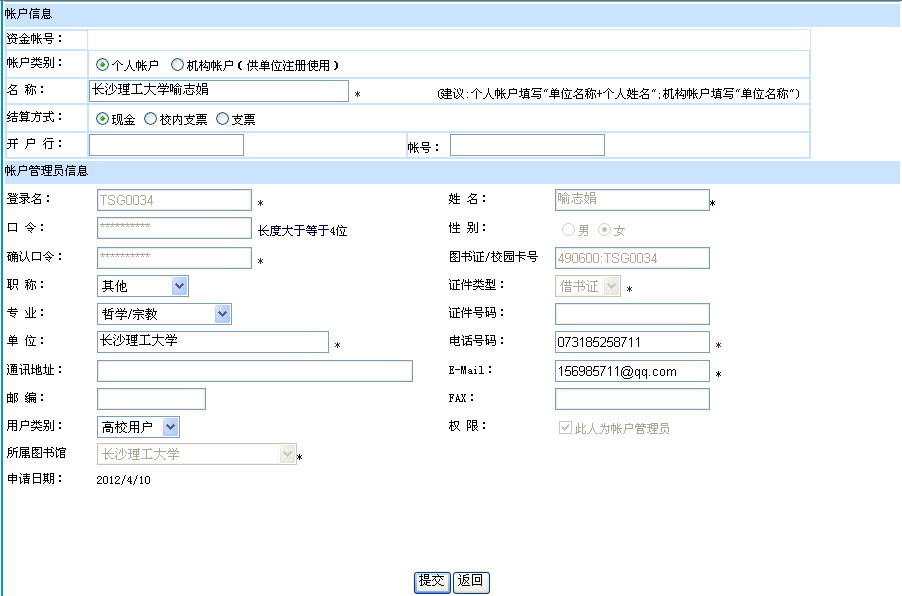 帐户信息
资金帐号：
帐户类别： 个人帐户 机构帐户（供单位注册使用）
名 称： 长沙理工大学喻志娟 * (建议:个人帐户填写"单位名称+个人姓名";机构帐户填写"单位名称")
结算方式： 现金 校内支票 支票
开 户 行： 帐号：
帐户管理员信息
登录名： TSG0034 * 姓 名： 喻志娟 *
口 令： ********** 长度大于等于4位 性 别： 男 女
确认口令： ********** * 图书证/校园卡号 490600:TSG0034
职 称： 其他 证件类型： 借书证 *
专 业： 哲学/宗教 证件号码：
单 位： 长沙理工大学 * 电话号码： 073185258711 *
通讯地址： E-Mail： 156985711@qq.com *
邮 编： FAX：
用户类别： 高校用户 权 限： 此人为帐户管理员
所属图书馆 长沙理工大学 *
申请日期： 2012/4/10
提交 返回